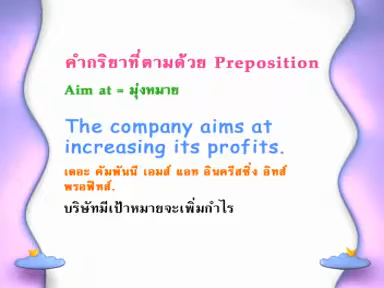 คำกริยาที่ตามด้วย Preposition
Aim at = มุ่งหมาย
The company aims at
increasing its profits.
เดอะ คัมพันนี เอมส์ แอท อินครีสซิ่ง อิทส์
พรอฟิทส์.
บริษัทมีเป้าหมายจะเพิ่มกำไร